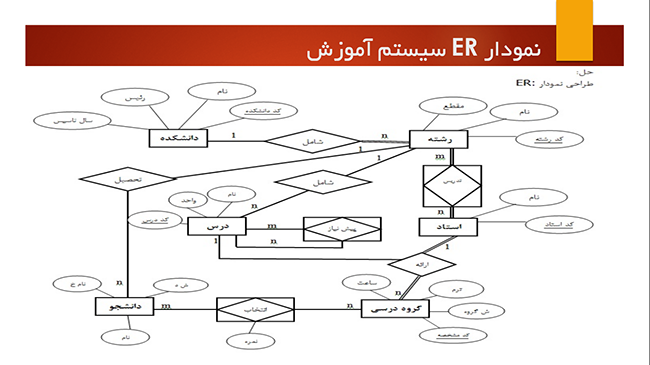 نمودار ER سیستم آموزش
حل:
طراحی نمودار ER:
نام
رئیس
کد دانشکده
سال تاسیس
دانشکده
1
شامل
n
مقطع
نام
کد رشته
رشته
1
1
m
تحصیل
شامل
تدریس
n
نام
واحد
کد درس
درس
n
m
n
پیش نیاز
نام
کد استاد
استاد
1
1
ارائه
n
n
ساعت
ترم
ش گروه
کد مشخصه
گروه درسی
n
انتخاب
m
نمره
دانشجو
ش د
نام خ
نام